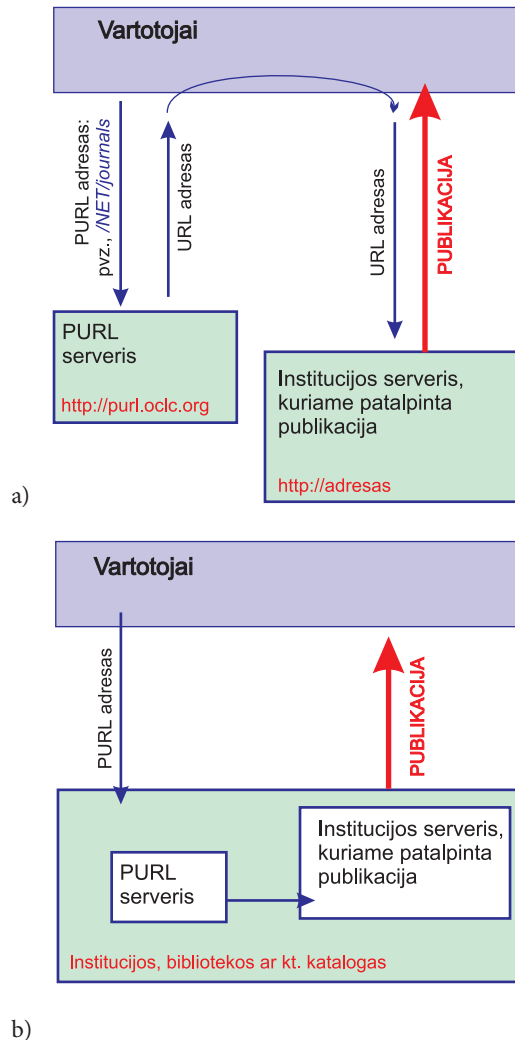 Vartotojai
PURL adresas:
pvz., /NET/journals
URL adresas
URL adresas
PUBLIKACIJA
PURL
serveris
http://purl.oclc.org
Institucijos serveris,
kuriame patalpinta
publikacija
http://adresas
a)
Vartotojai
PURL adresas
PUBLIKACIJA
Institucijos serveris,
kuriame patalpinta
publikacija
PURL
serveris
Institucijos, bibliotekos ar kt. katalogas
b)